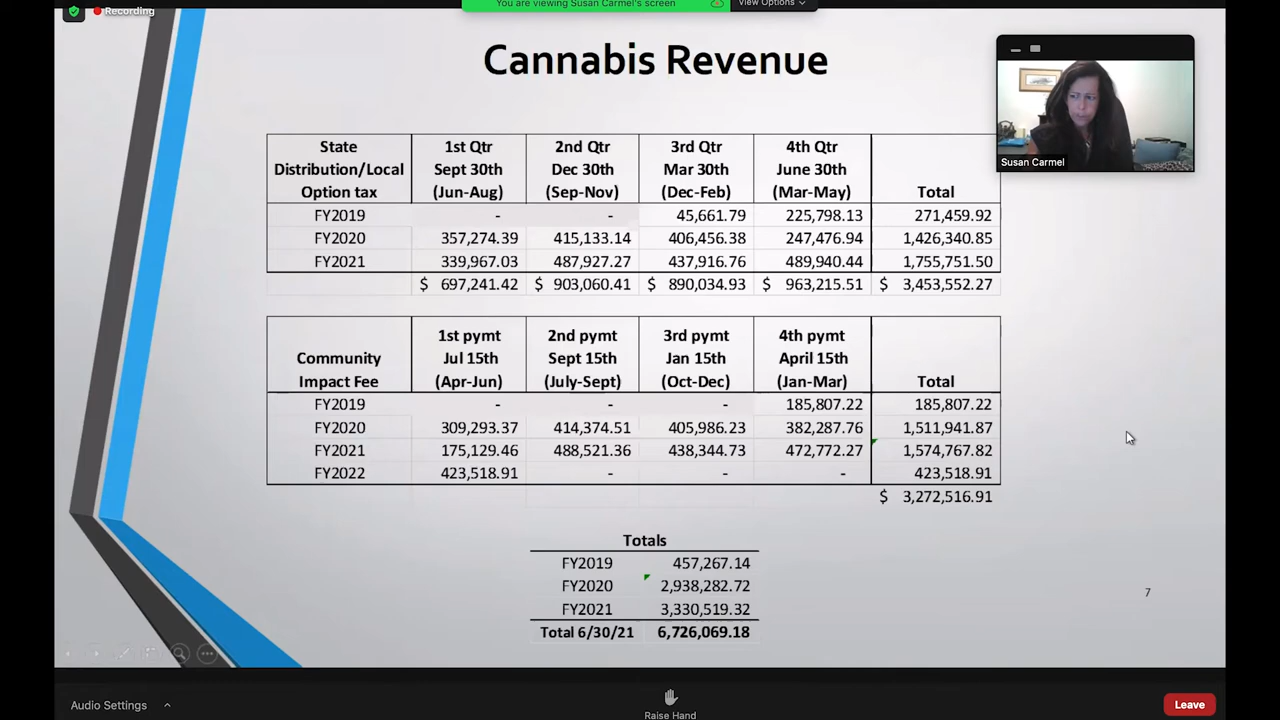 Recording
You are viewing Susan Carmel's screen
View Options
Cannabis Revenue
Susan Carmel
State Distribution/Local Option tax 1st Qtr Sept 30th (Jun-Aug) 2nd Qtr Dec 30th (Sep-Nov) 3rd Qtr Mar 30th (Dec-Feb) 4th Qtr June 30th (Mar-May) Total
FY2019 - - 45,661.79 225,798.13 271,459.92
FY2020 357,274.39 415,133.14 406,456.38 247,476.94 1,426,340.85
FY2021 339,967.03 487,927.27 437,916.76 489,940.44 1,755,751.50
$ 697,241.42 $ 903,060.41 $ 890,034.93 $ 963,215.51 $ 3,453,552.27
Community Impact Fee 1st pymt Jul 15th (Apr-Jun) 2nd pymt Sept 15th (July-Sept) 3rd pymt Jan 15th (Oct-Dec) 4th pymt April 15th (Jan-Mar) Total
FY2019 - - - 185,807.22 185,807.22
FY2020 309,293.37 414,374.51 405,986.23 382,287.76 1,511,941.87
FY2021 175,129.46 488,521.36 438,344.73 472,772.27 1,574,767.82
FY2022 423,518.91 - - - 423,518.91
$ 3,272,516.91
Totals
FY2019 457,267.14
FY2020 2,938,282.72
FY2021 3,330,519.32
Total 6/30/21 6,726,069.18
7
Audio Settings
Raise Hand
Leave